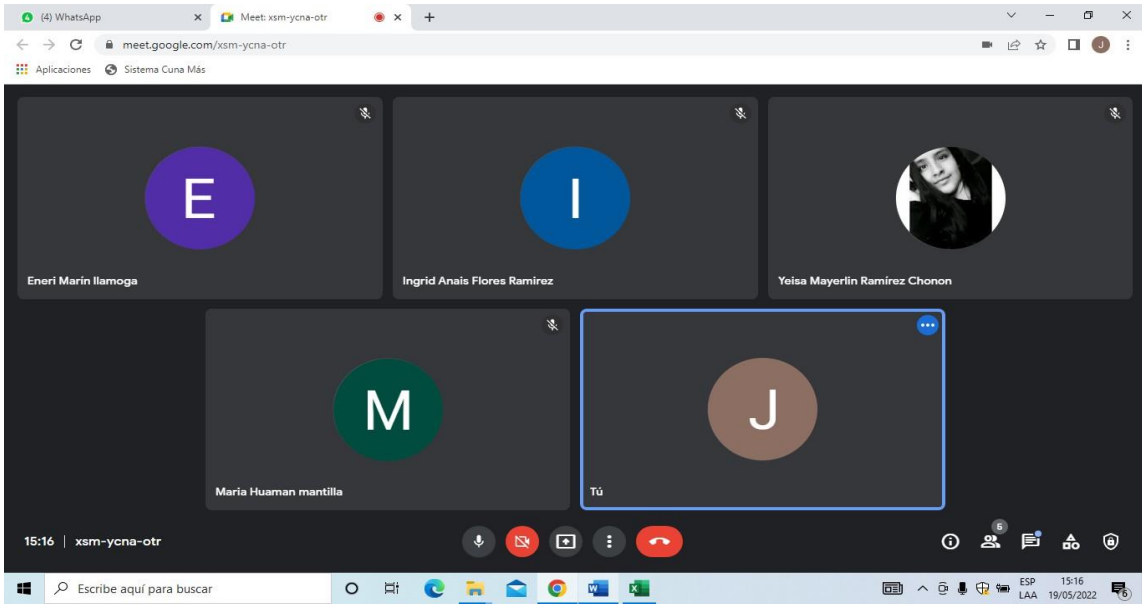 (4) WhatsApp
Meet: xsm-ycna-otr
meet.google.com/xsm-ycna-otr
J
Aplicaciones
Sistema Cuna Más
E
Eneri Marín llamoga
I
Ingrid Anais Flores Ramirez
Yeisa Mayerlin Ramírez Chonon
M
Maria Huaman mantilla
J
Tú
15:16 | xsm-ycna-otr
5
Escribe aquí para buscar
ESP
LAA
15:16
19/05/2022
6